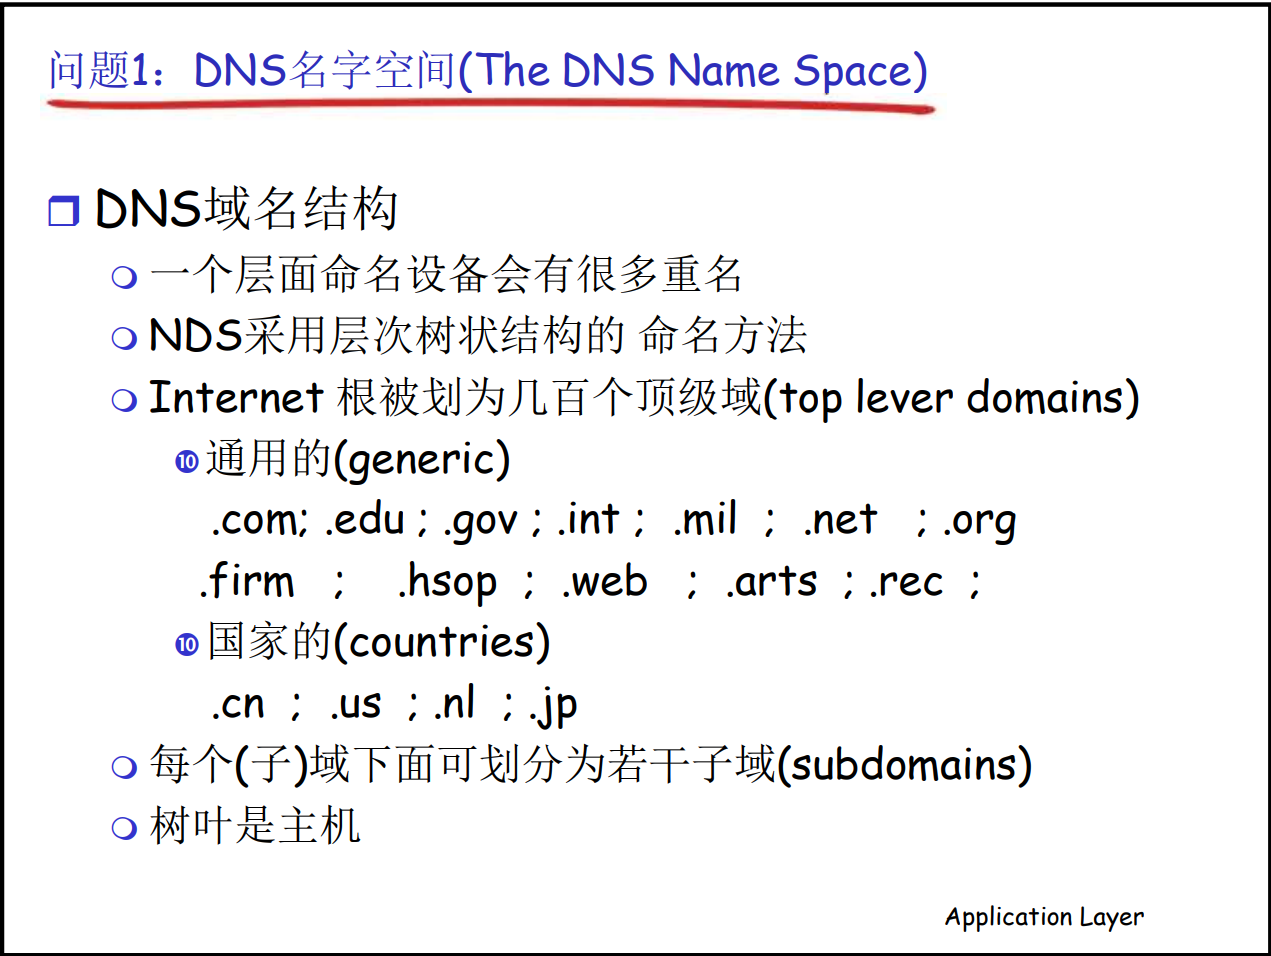 问题1：DNS名字空间(The DNS Name Space)
DNS域名结构
一个层面命名设备会有很多重名
NDS采用层次树状结构的 命名方法
Internet 根被划为几百个顶级域(top lever domains)
通用的(generic)
.com; .edu ; .gov ; .int ; .mil ; .net ; .org
.firm ; .hsop ; .web ; .arts ; .rec ;
国家的(countries)
.cn ; .us ; .nl ; .jp
每个(子)域下面可划分为若干子域(subdomains)
树叶是主机
Application Layer